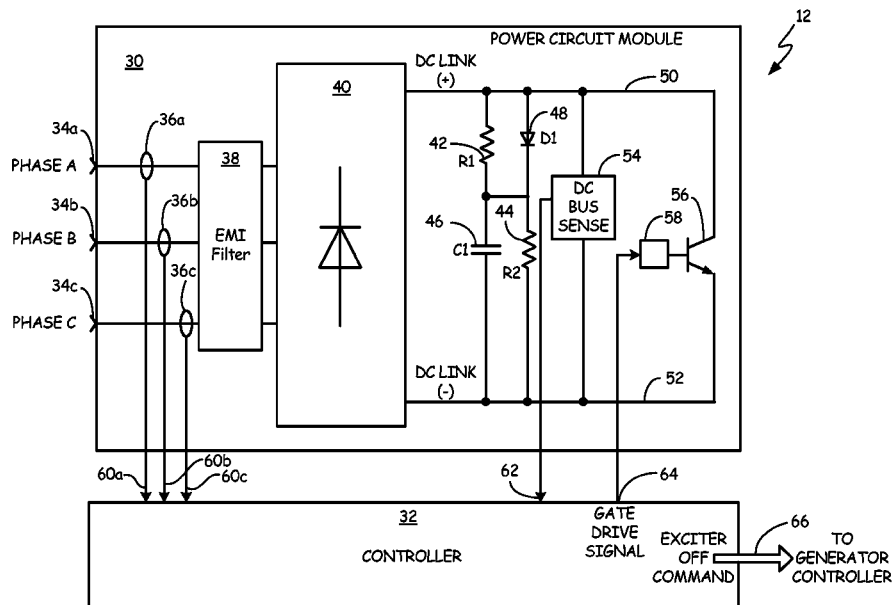 POWER CIRCUIT MODULE
12
30
DC LINK
(+)
50
40
34a
36a
PHASE A
38
42
R1
48
D1
54
DC
BUS
SENSE
56
58
34b
36b
PHASE B
EMI
Filter
46
C1
44
R2
34c
36c
PHASE C
DC LINK
(-)
52
60a
60b
60c
62
64
32
CONTROLLER
GATE
DRIVE
SIGNAL
EXCITER
OFF
COMMAND
66
TO
GENERATOR
CONTROLLER